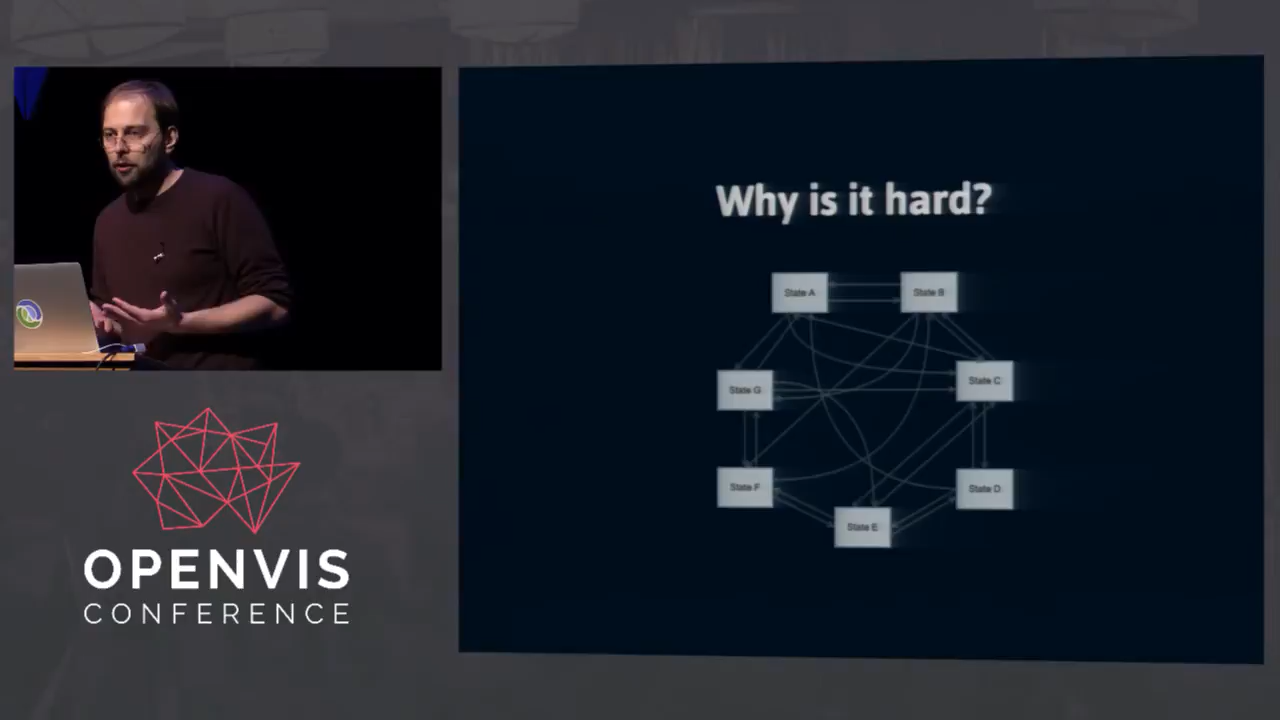 Why is it hard?
State A
State B
State G
State C
State F
State D
State E
OPENVIS
CONFERENCE